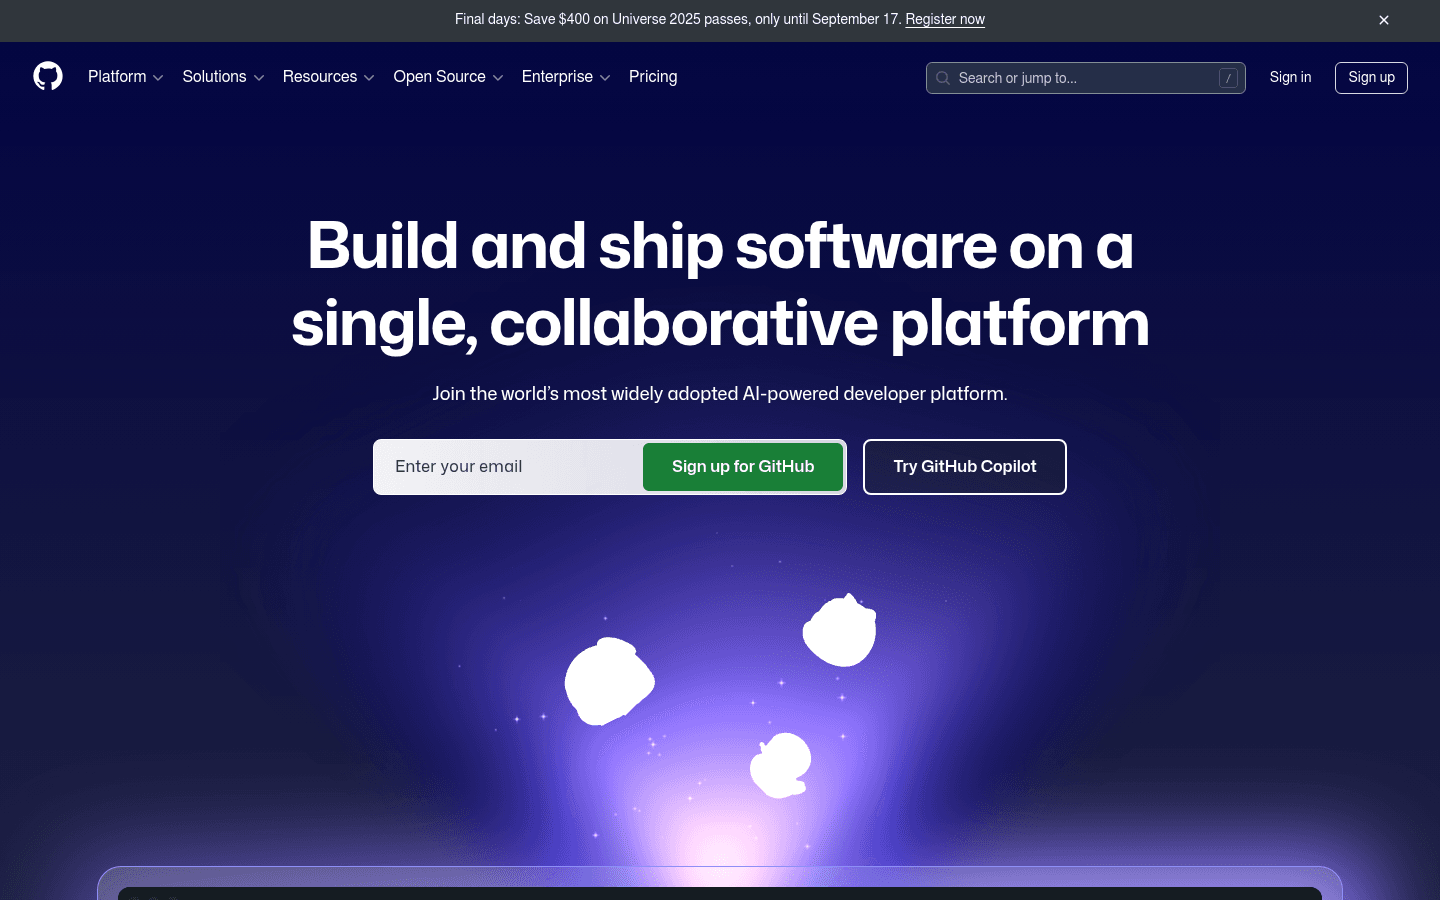 Final days: Save $400 on Universe 2025 passes, only until September 17. Register now
Platform Solutions Resources Open Source Enterprise Pricing Search or jump to... / Sign in Sign up
Build and ship software on a
single, collaborative platform
Join the world’s most widely adopted AI-powered developer platform.
Enter your email Sign up for GitHub Try GitHub Copilot